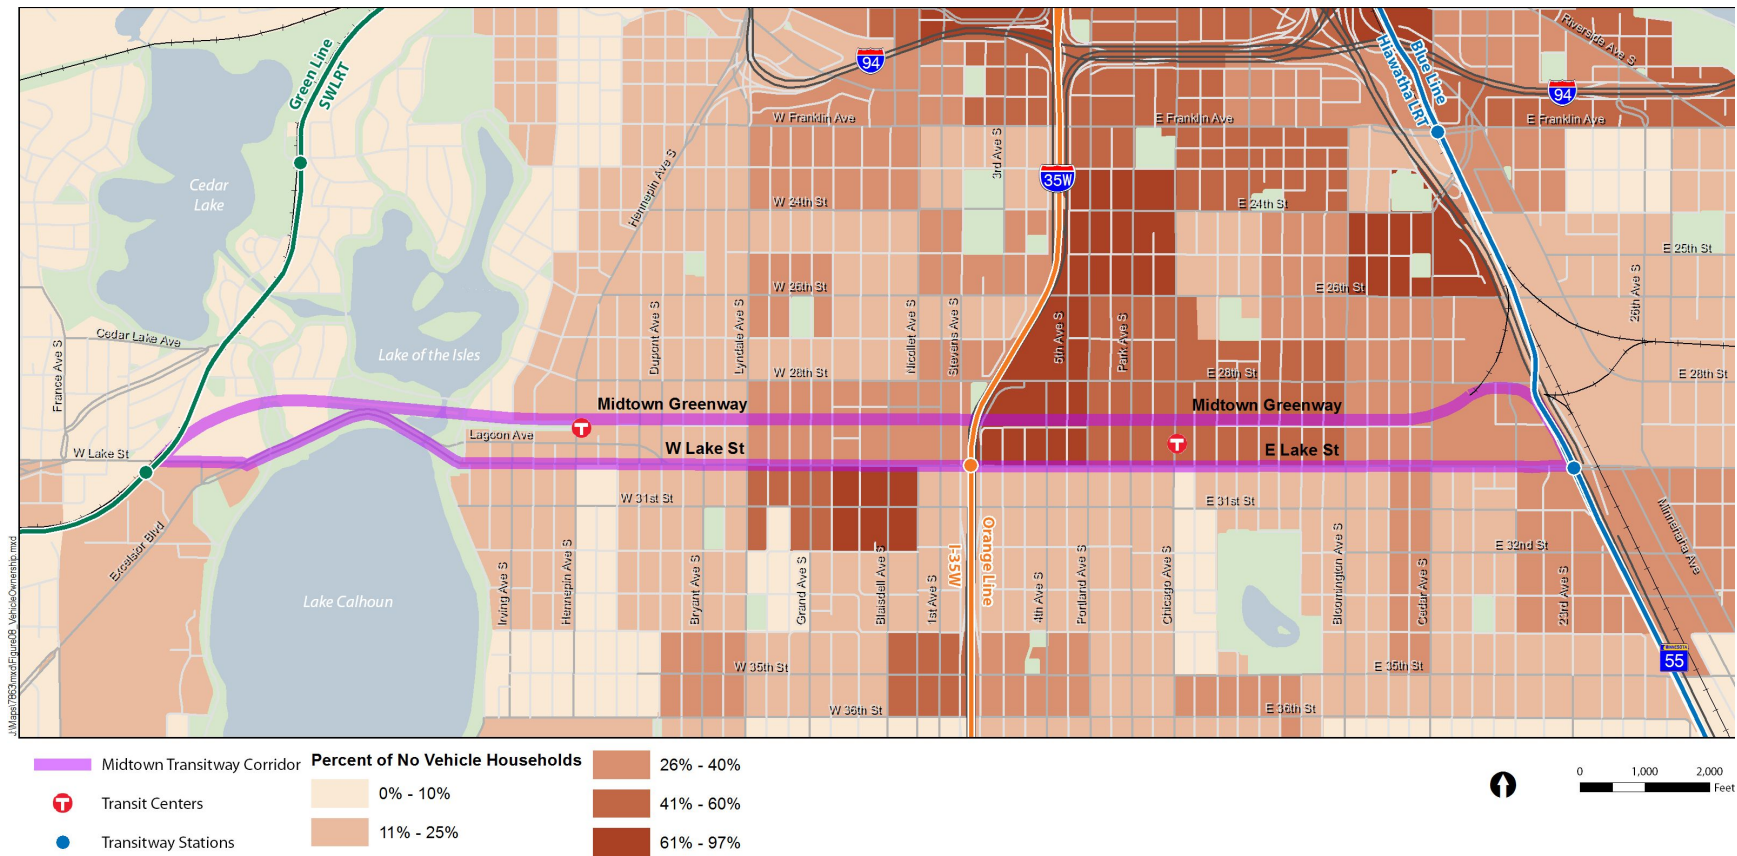 Green Line
SWLRT
94
Blue Line
Hiawatha LRT
Riverside Ave S
94
W Franklin Ave
E Franklin Ave
E Franklin Ave
Hennepin Ave S
3rd Ave S
35W
Cedar
Lake
W 24th St
E 24th St
E 25th St
W 26th St
E 26th St
26th Ave S
Cedar Lake Ave
Lake of the Isles
France Ave S
Dupont Ave S
Lyndale Ave S
Nicollet Ave S
Stevens Ave S
5th Ave S
Park Ave S
W 28th St
E 28th St
E 28th St
Midtown Greenway
Midtown Greenway
Lagoon Ave
W Lake St
W Lake St
E Lake St
W 31st St
E 31st St
Excelsior Blvd
Minnehaha Ave
E 32nd St
Orange Line
I-35W
Lake Calhoun
Irving Ave S
Hennepin Ave S
Bryant Ave S
Grand Ave S
Blaisdell Ave S
1st Ave S
4th Ave S
Portland Ave S
Chicago Ave S
Bloomington Ave S
Cedar Ave S
23rd Ave S
W 35th St
E 35th St
MINNESOTA
55
W 36th St
E 36th St
J:\Maps\7863\mxd\Figure08_VehicleOwnership.mxd
Midtown Transitway Corridor
Transit Centers
Transitway Stations
Percent of No Vehicle Households
0% - 10%
11% - 25%
26% - 40%
41% - 60%
61% - 97%
0 1,000 2,000
Feet